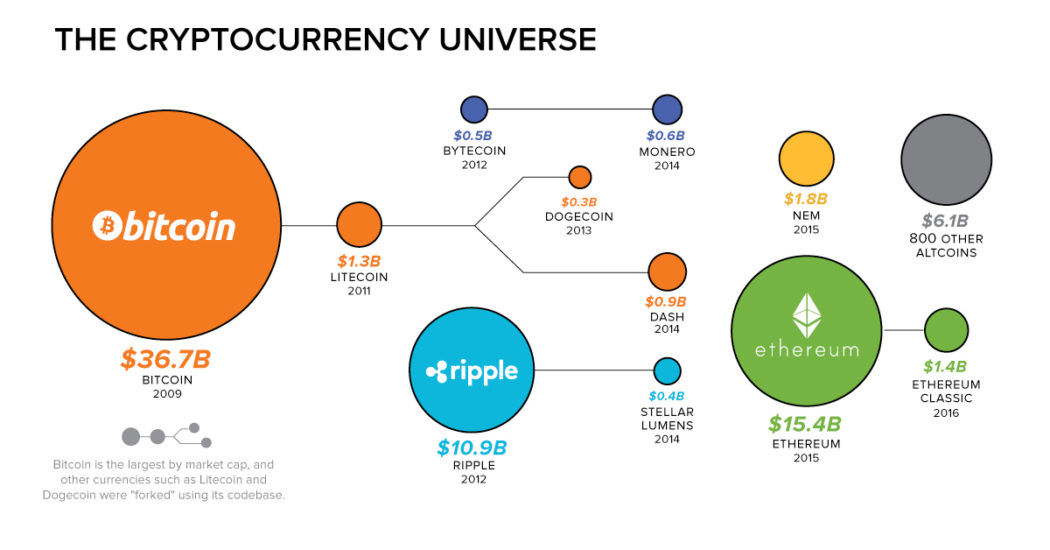 THE CRYPTOCURRENCY UNIVERSE
bitcoin
$36.7B
BITCOIN
2009
$1.3B
LITECOIN
2011
$0.5B
BYTECOIN
2012
$0.6B
MONERO
2014
$0.3B
DOGECOIN
2013
$0.9B
DASH
2014
ripple
$10.9B
RIPPLE
2012
$0.4B
STELLAR
LUMENS
2014
$1.8B
NEM
2015
$6.1B
800 OTHER
ALTCOINS
ethereum
$15.4B
ETHEREUM
2015
$1.4B
ETHEREUM
CLASSIC
2016
Bitcoin is the largest by market cap, and
other currencies such as Litecoin and
Dogecoin were "forked" using its codebase.